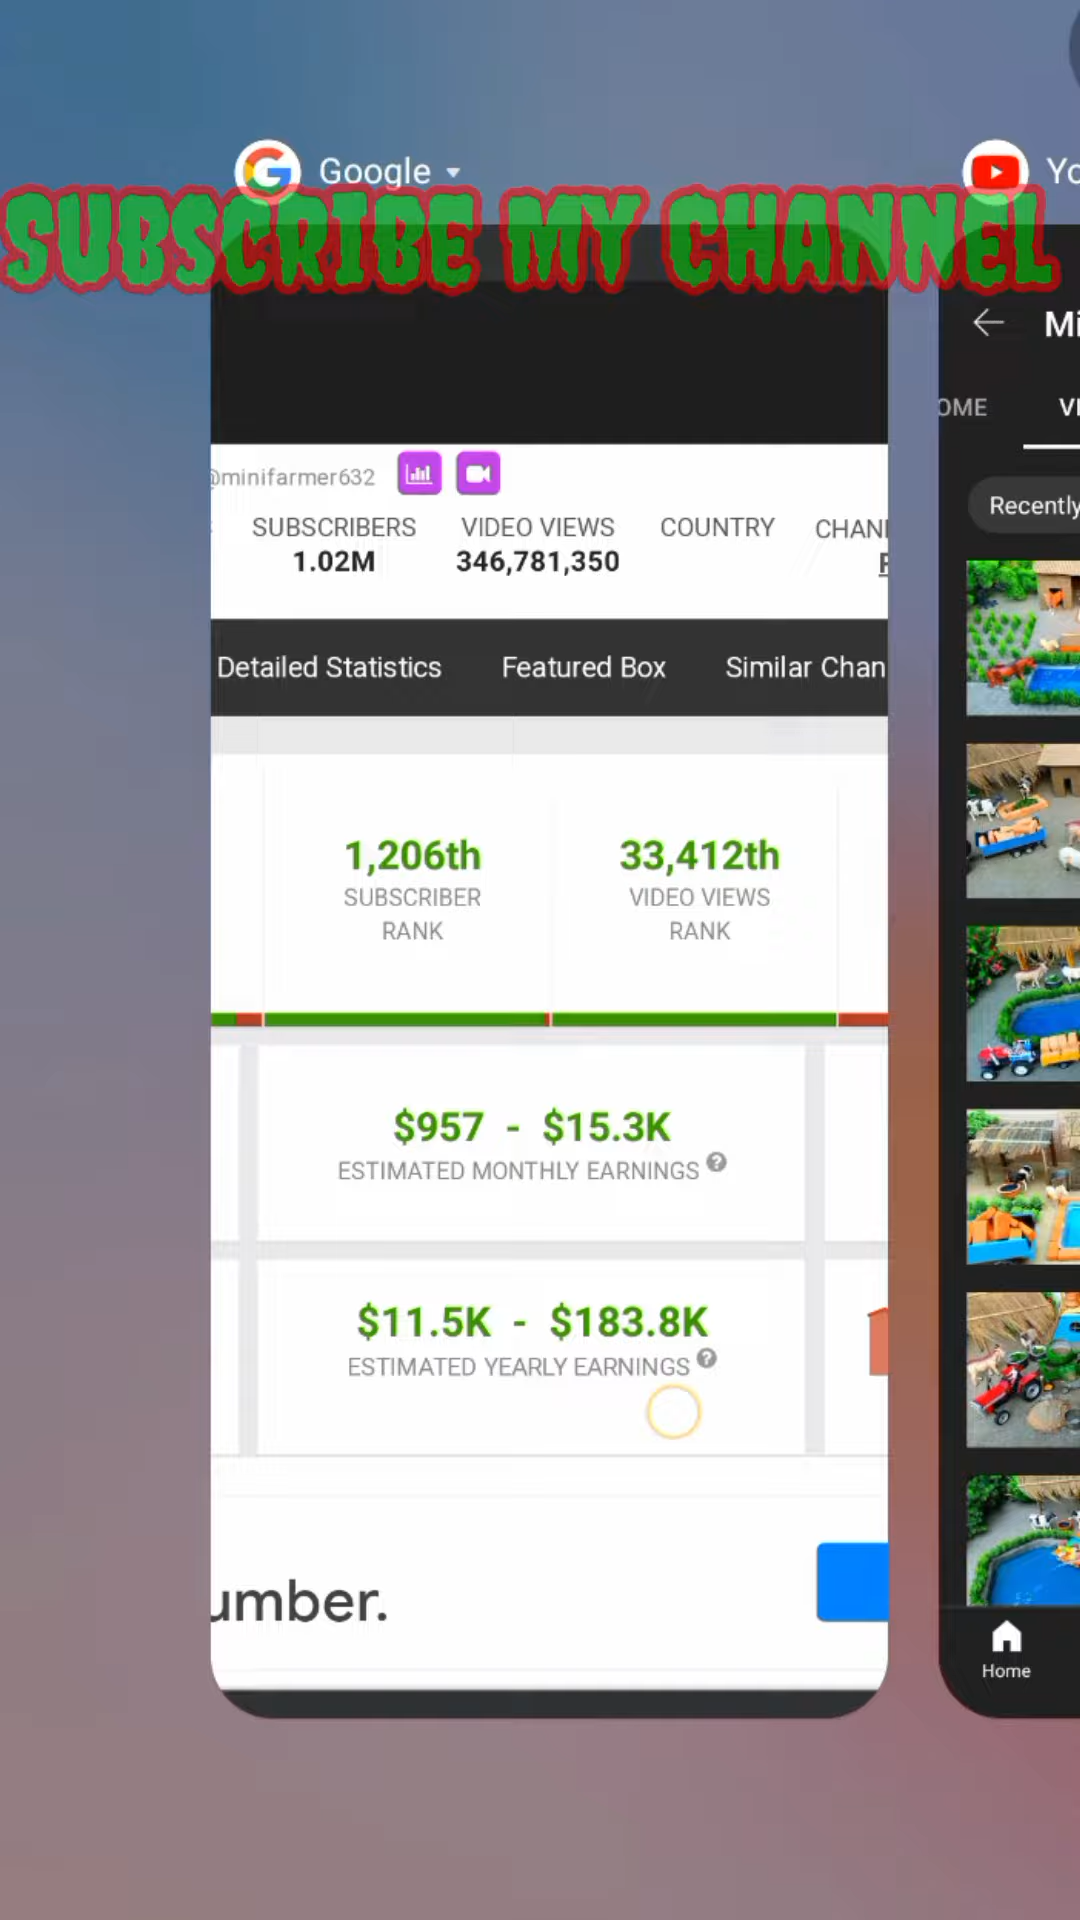 Google
SUBSCRIBE MY CHANNEL
@minifarmer632
SUBSCRIBERS VIDEO VIEWS COUNTRY
1.02M 346,781,350
Detailed Statistics Featured Box Similar Chan
1,206th 33,412th
SUBSCRIBER VIDEO VIEWS
RANK RANK
$957 - $15.3K
ESTIMATED MONTHLY EARNINGS ?
$11.5K - $183.8K
ESTIMATED YEARLY EARNINGS ?
umber.
Recently
Home